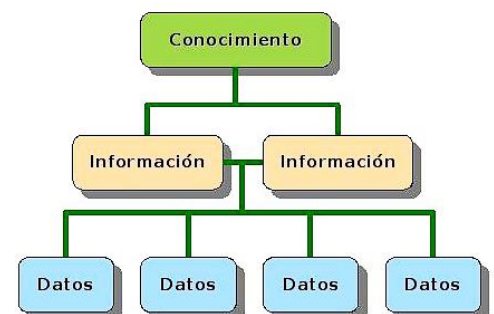 Conocimiento
Información Información
Datos Datos Datos Datos